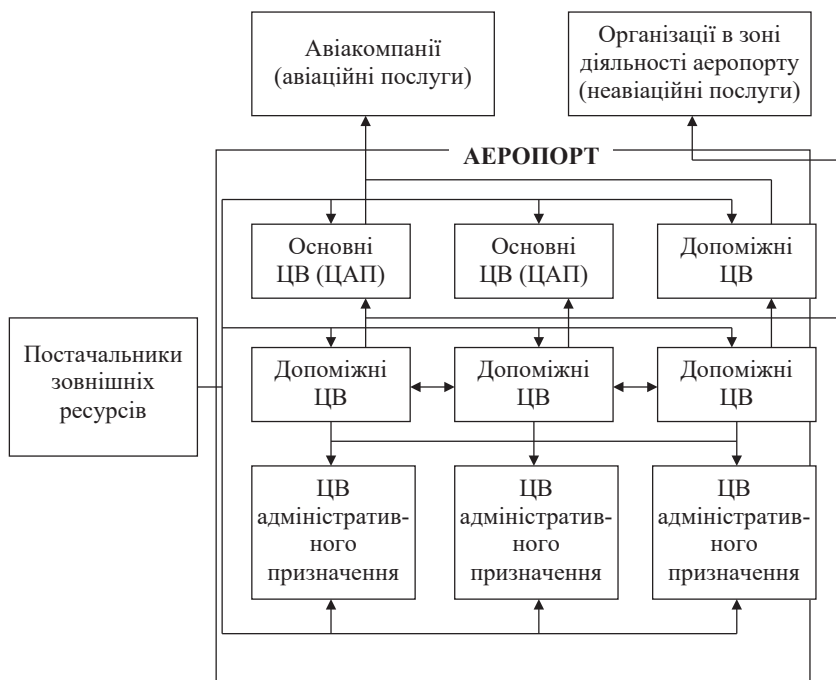 Авіакомпанії
(авіаційні послуги)
Організації в зоні
діяльності аеропорту
(неавіаційні послуги)
АЕРОПОРТ
Основні
ЦВ (ЦАП)
Основні
ЦВ (ЦАП)
Допоміжні
ЦВ
Постачальники
зовнішніх
ресурсів
Допоміжні
ЦВ
Допоміжні
ЦВ
Допоміжні
ЦВ
ЦВ
адміністратив-
ного
призначення
ЦВ
адміністратив-
ного
призначення
ЦВ
адміністратив-
ного
призначення